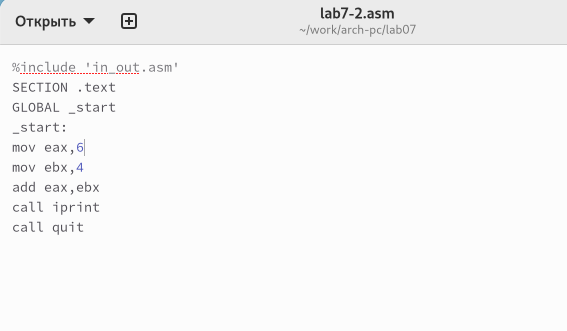 Открыть
lab7-2.asm
~/work/arch-pc/lab07
%include 'in_out.asm'
SECTION .text
GLOBAL _start
_start:
mov eax,6
mov ebx,4
add eax,ebx
call iprint
call quit